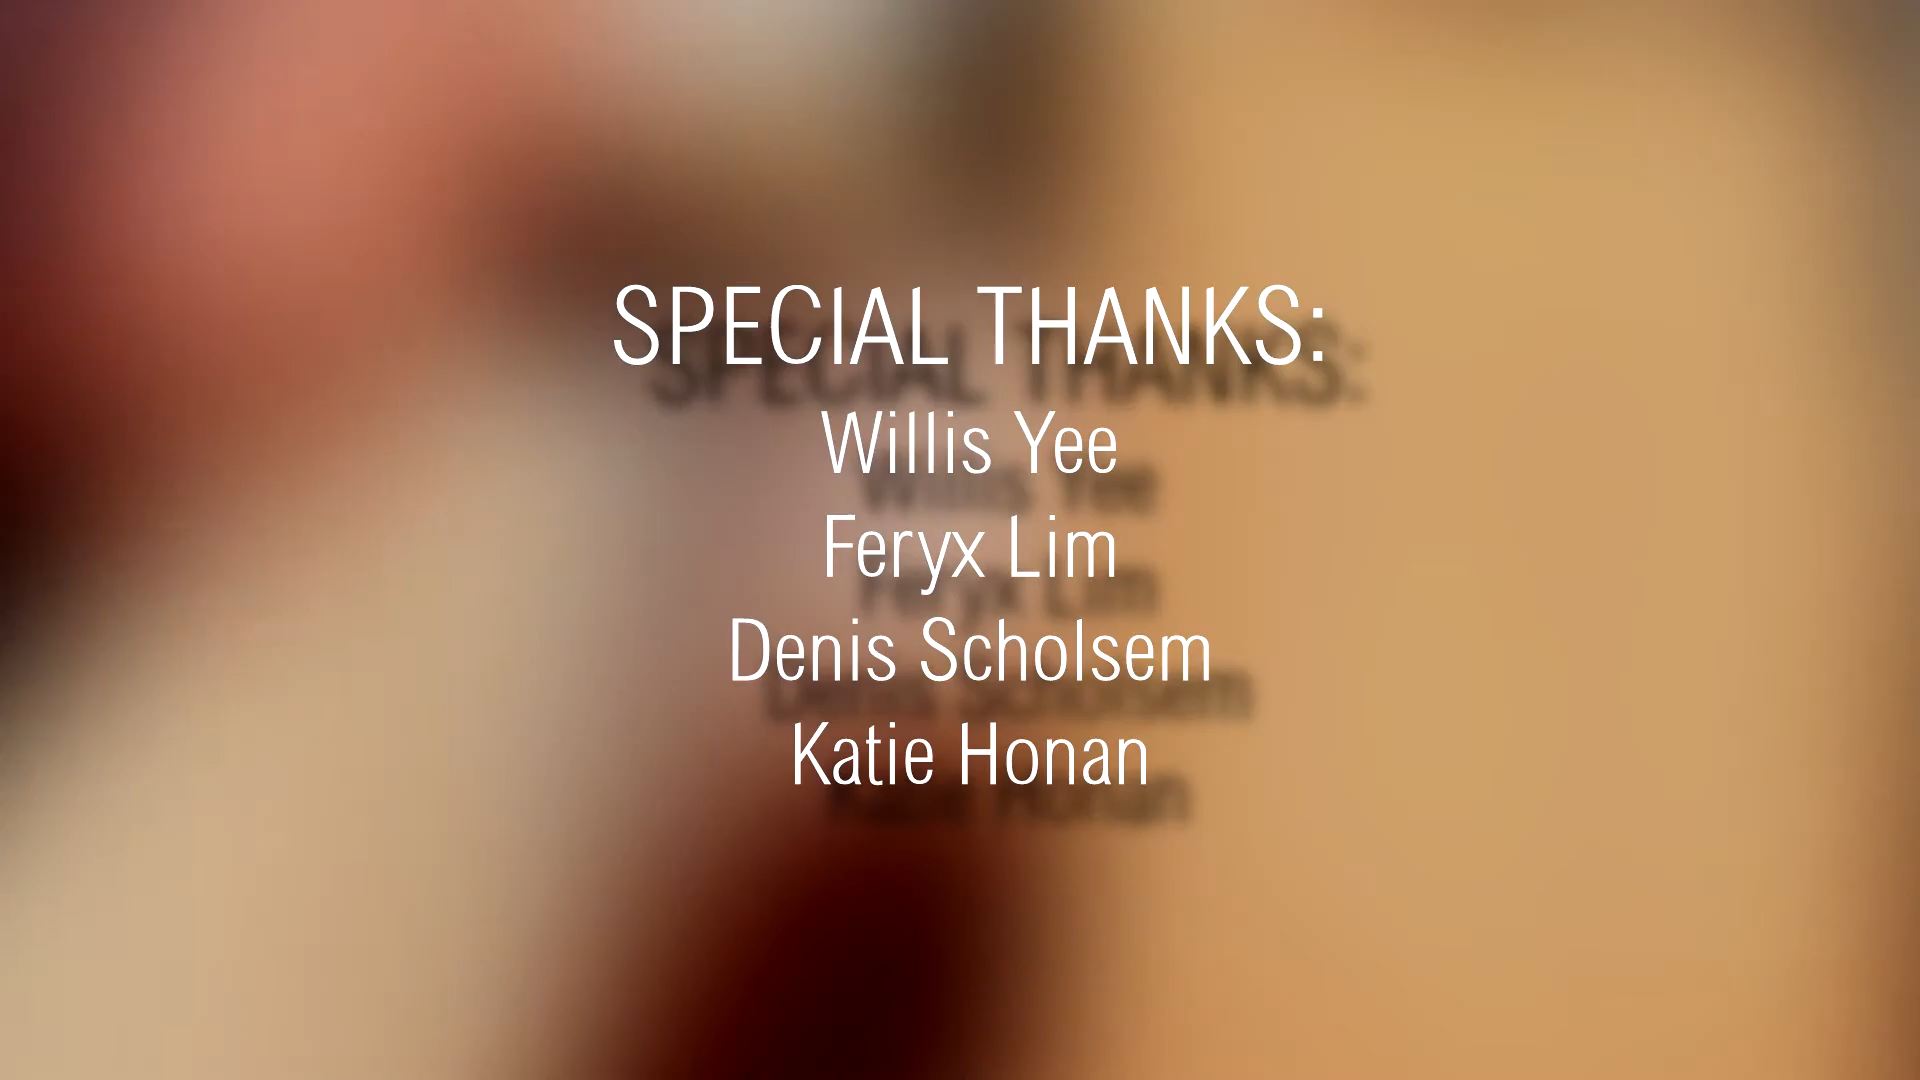 SPECIAL THANKS:
Willis Yee
Feryx Lim
Denis Scholsem
Katie Honan